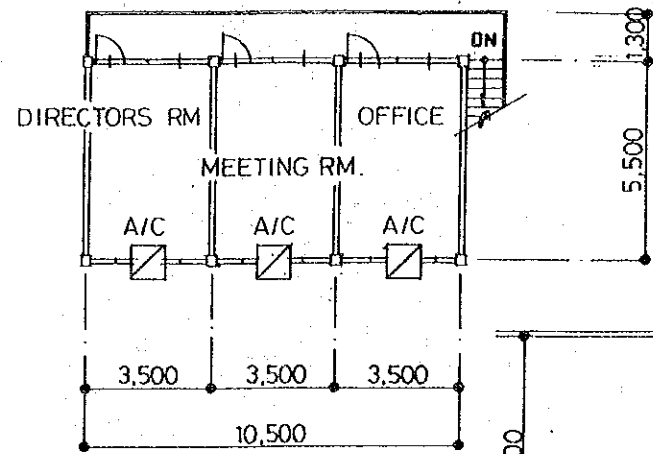 DN
1,300
DIRECTORS RM
OFFICE
MEETING RM.
5,500
A/C
A/C
A/C
3,500
3,500
3,500
10,500